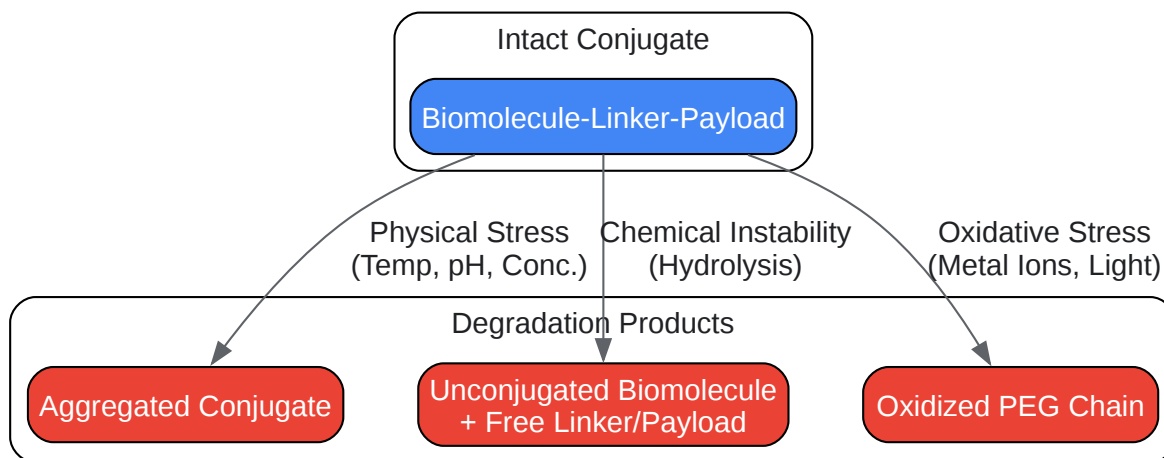 Intact Conjugate
Biomolecule-Linker-Payload
Physical Stress
(Temp, pH, Conc.)
Chemical Instability
(Hydrolysis)
Oxidative Stress
(Metal Ions, Light)
Degradation Products
Aggregated Conjugate
Unconjugated Biomolecule
+ Free Linker/Payload
Oxidized PEG Chain